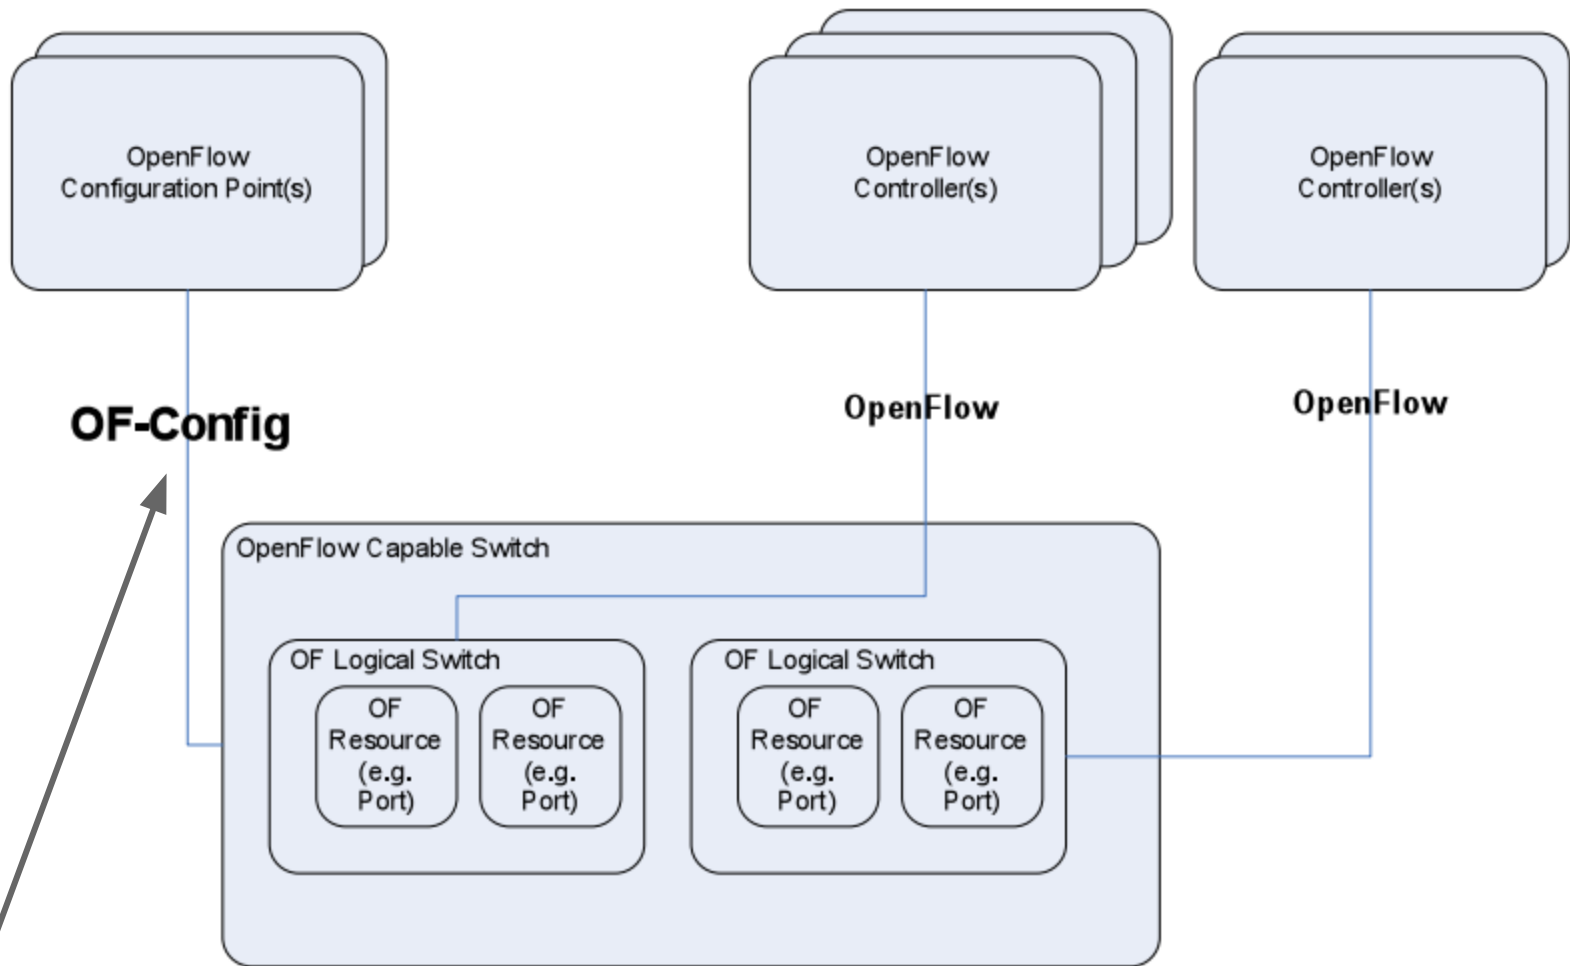 OpenFlow
Configuration Point(s)
OpenFlow
Controller(s)
OpenFlow
Controller(s)
OF-Config
OpenFlow
OpenFlow
OpenFlow Capable Switch
OF Logical Switch
OF
Resource
(e.g.
Port)
OF
Resource
(e.g.
Port)
OF Logical Switch
OF
Resource
(e.g.
Port)
OF
Resource
(e.g.
Port)